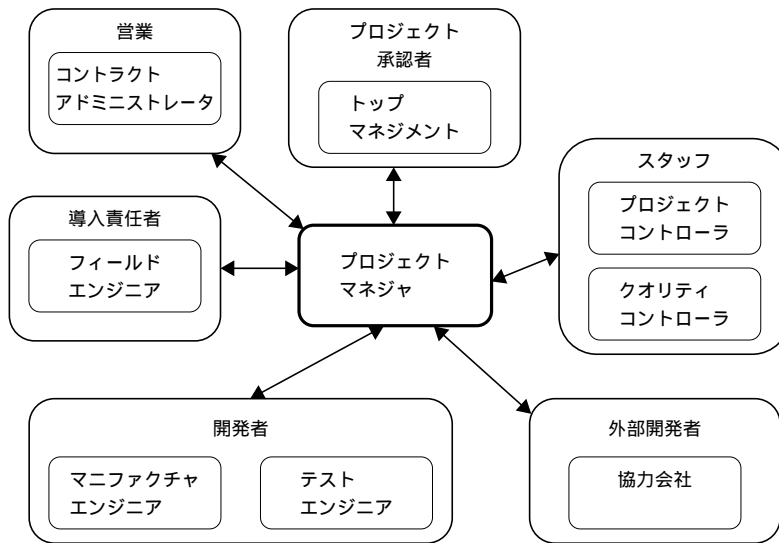 営業
コントラクト
アドミニストレータ
プロジェクト
承認者
トップ
マネジメント
スタッフ
プロジェクト
コントローラ
クオリティ
コントローラ
導入責任者
フィールド
エンジニア
プロジェクト
マネジャ
開発者
マニファクチャ
エンジニア
テスト
エンジニア
外部開発者
協力会社